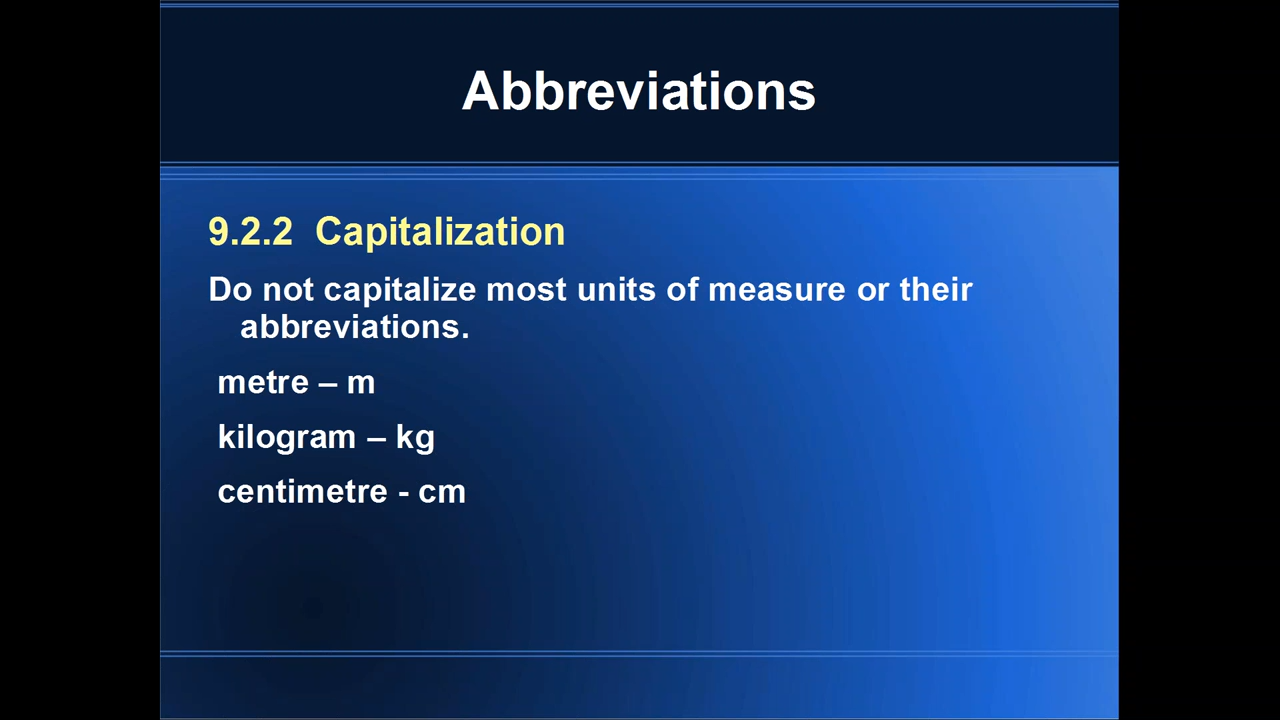 Abbreviations
9.2.2  Capitalization
Do not capitalize most units of measure or their
abbreviations.
metre – m
kilogram – kg
centimetre - cm